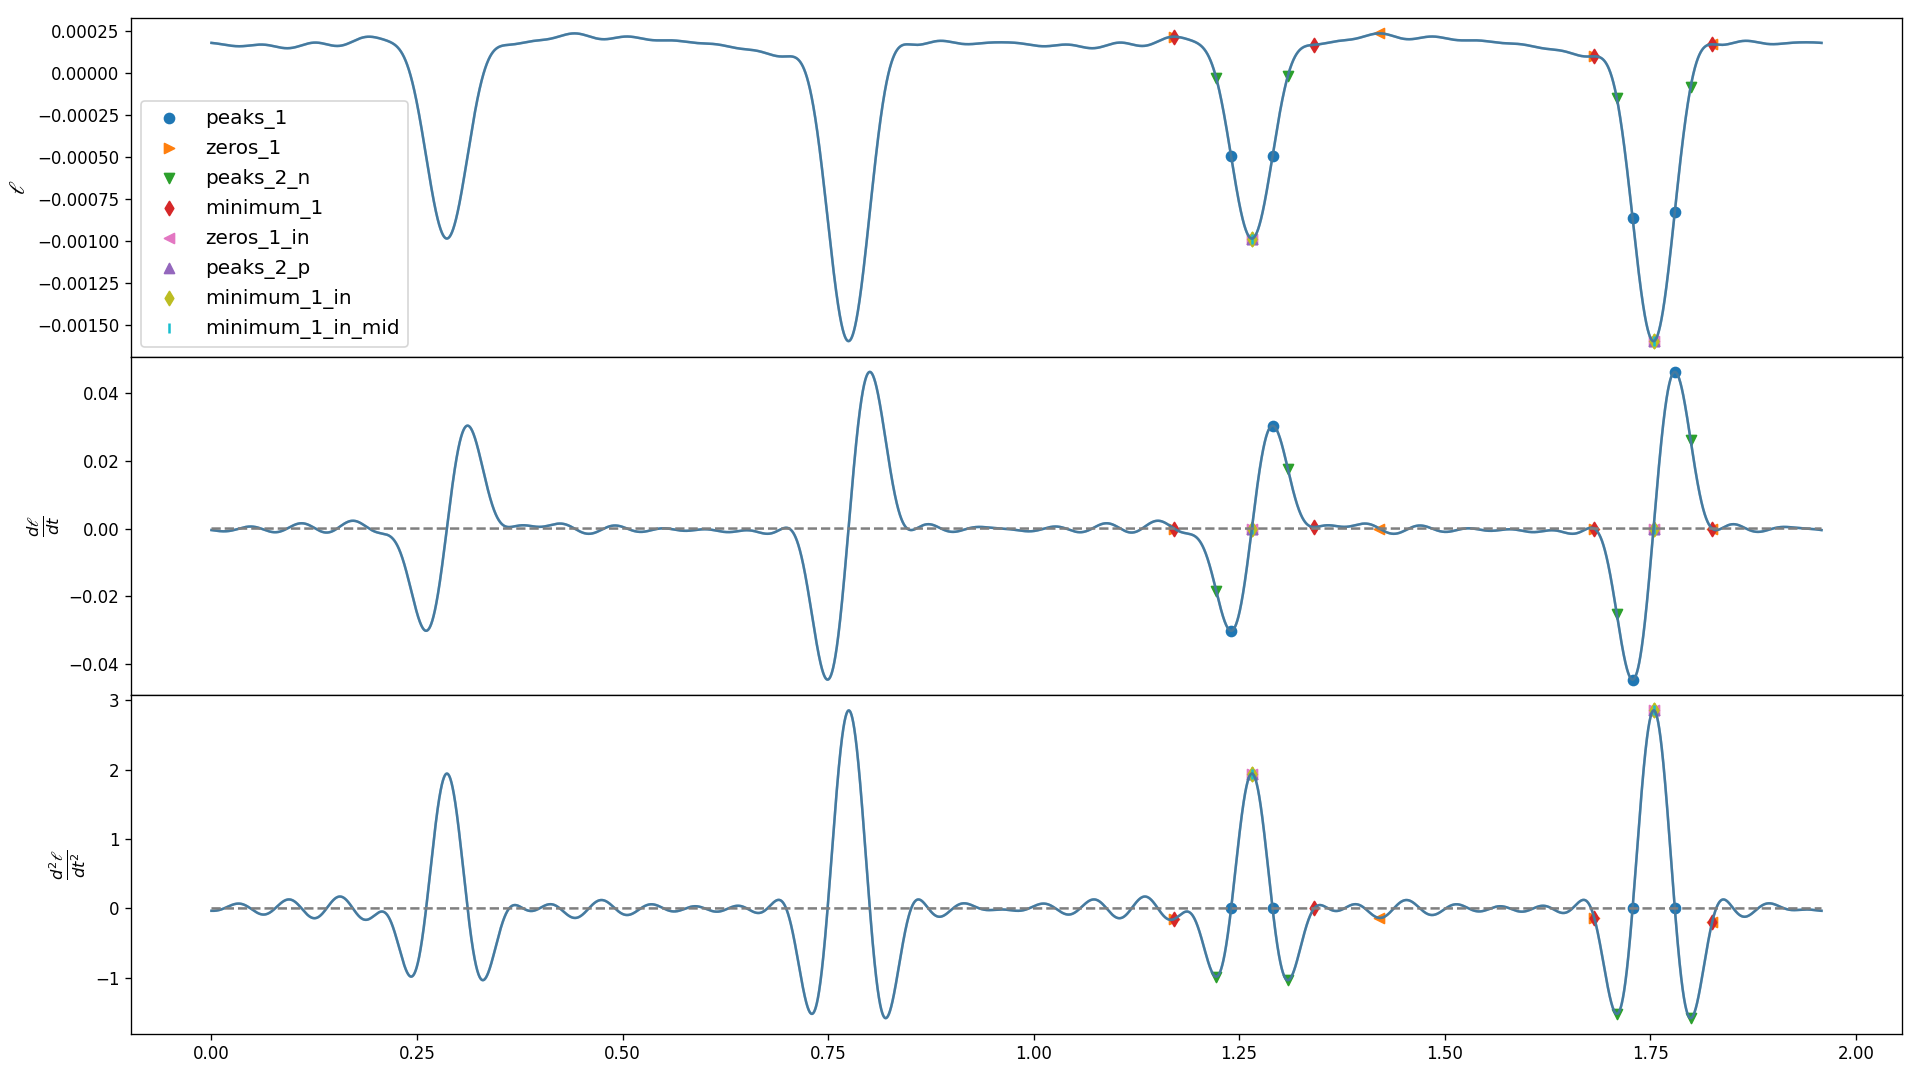 0.00025
0.00000
−0.00025
−0.00050
−0.00075
−0.00100
−0.00125
−0.00150
ℓ
peaks_1
zeros_1
peaks_2_n
minimum_1
zeros_1_in
peaks_2_p
minimum_1_in
minimum_1_in_mid
0.04
0.02
0.00
−0.02
−0.04
dℓ
dt
3
2
1
0
−1
d²ℓ
dt²
0.00 0.25 0.50 0.75 1.00 1.25 1.50 1.75 2.00